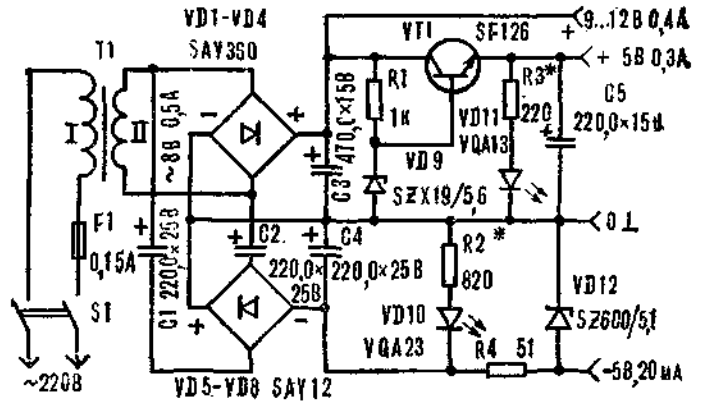 VD1-VD4
SAY360
T1
I
II
~8В 0,5А
F1
0,15А
S1
~220В
C1 220,0×25В
C2
220,0×
25В
C3 470,0×15В
C4
220,0×25В
VD5-VD8 SAY12
9...12В 0,4А
+
VT1
SF126
+ 5В 0,3А
R1
1к
R3*
220
VD11
VQA13
C5
220,0×15В
VD9
SZX19/5,6
0⊥
R2*
820
VD10
VQA23
VD12
SZ600/5,1
R4 51
-5В,20мА